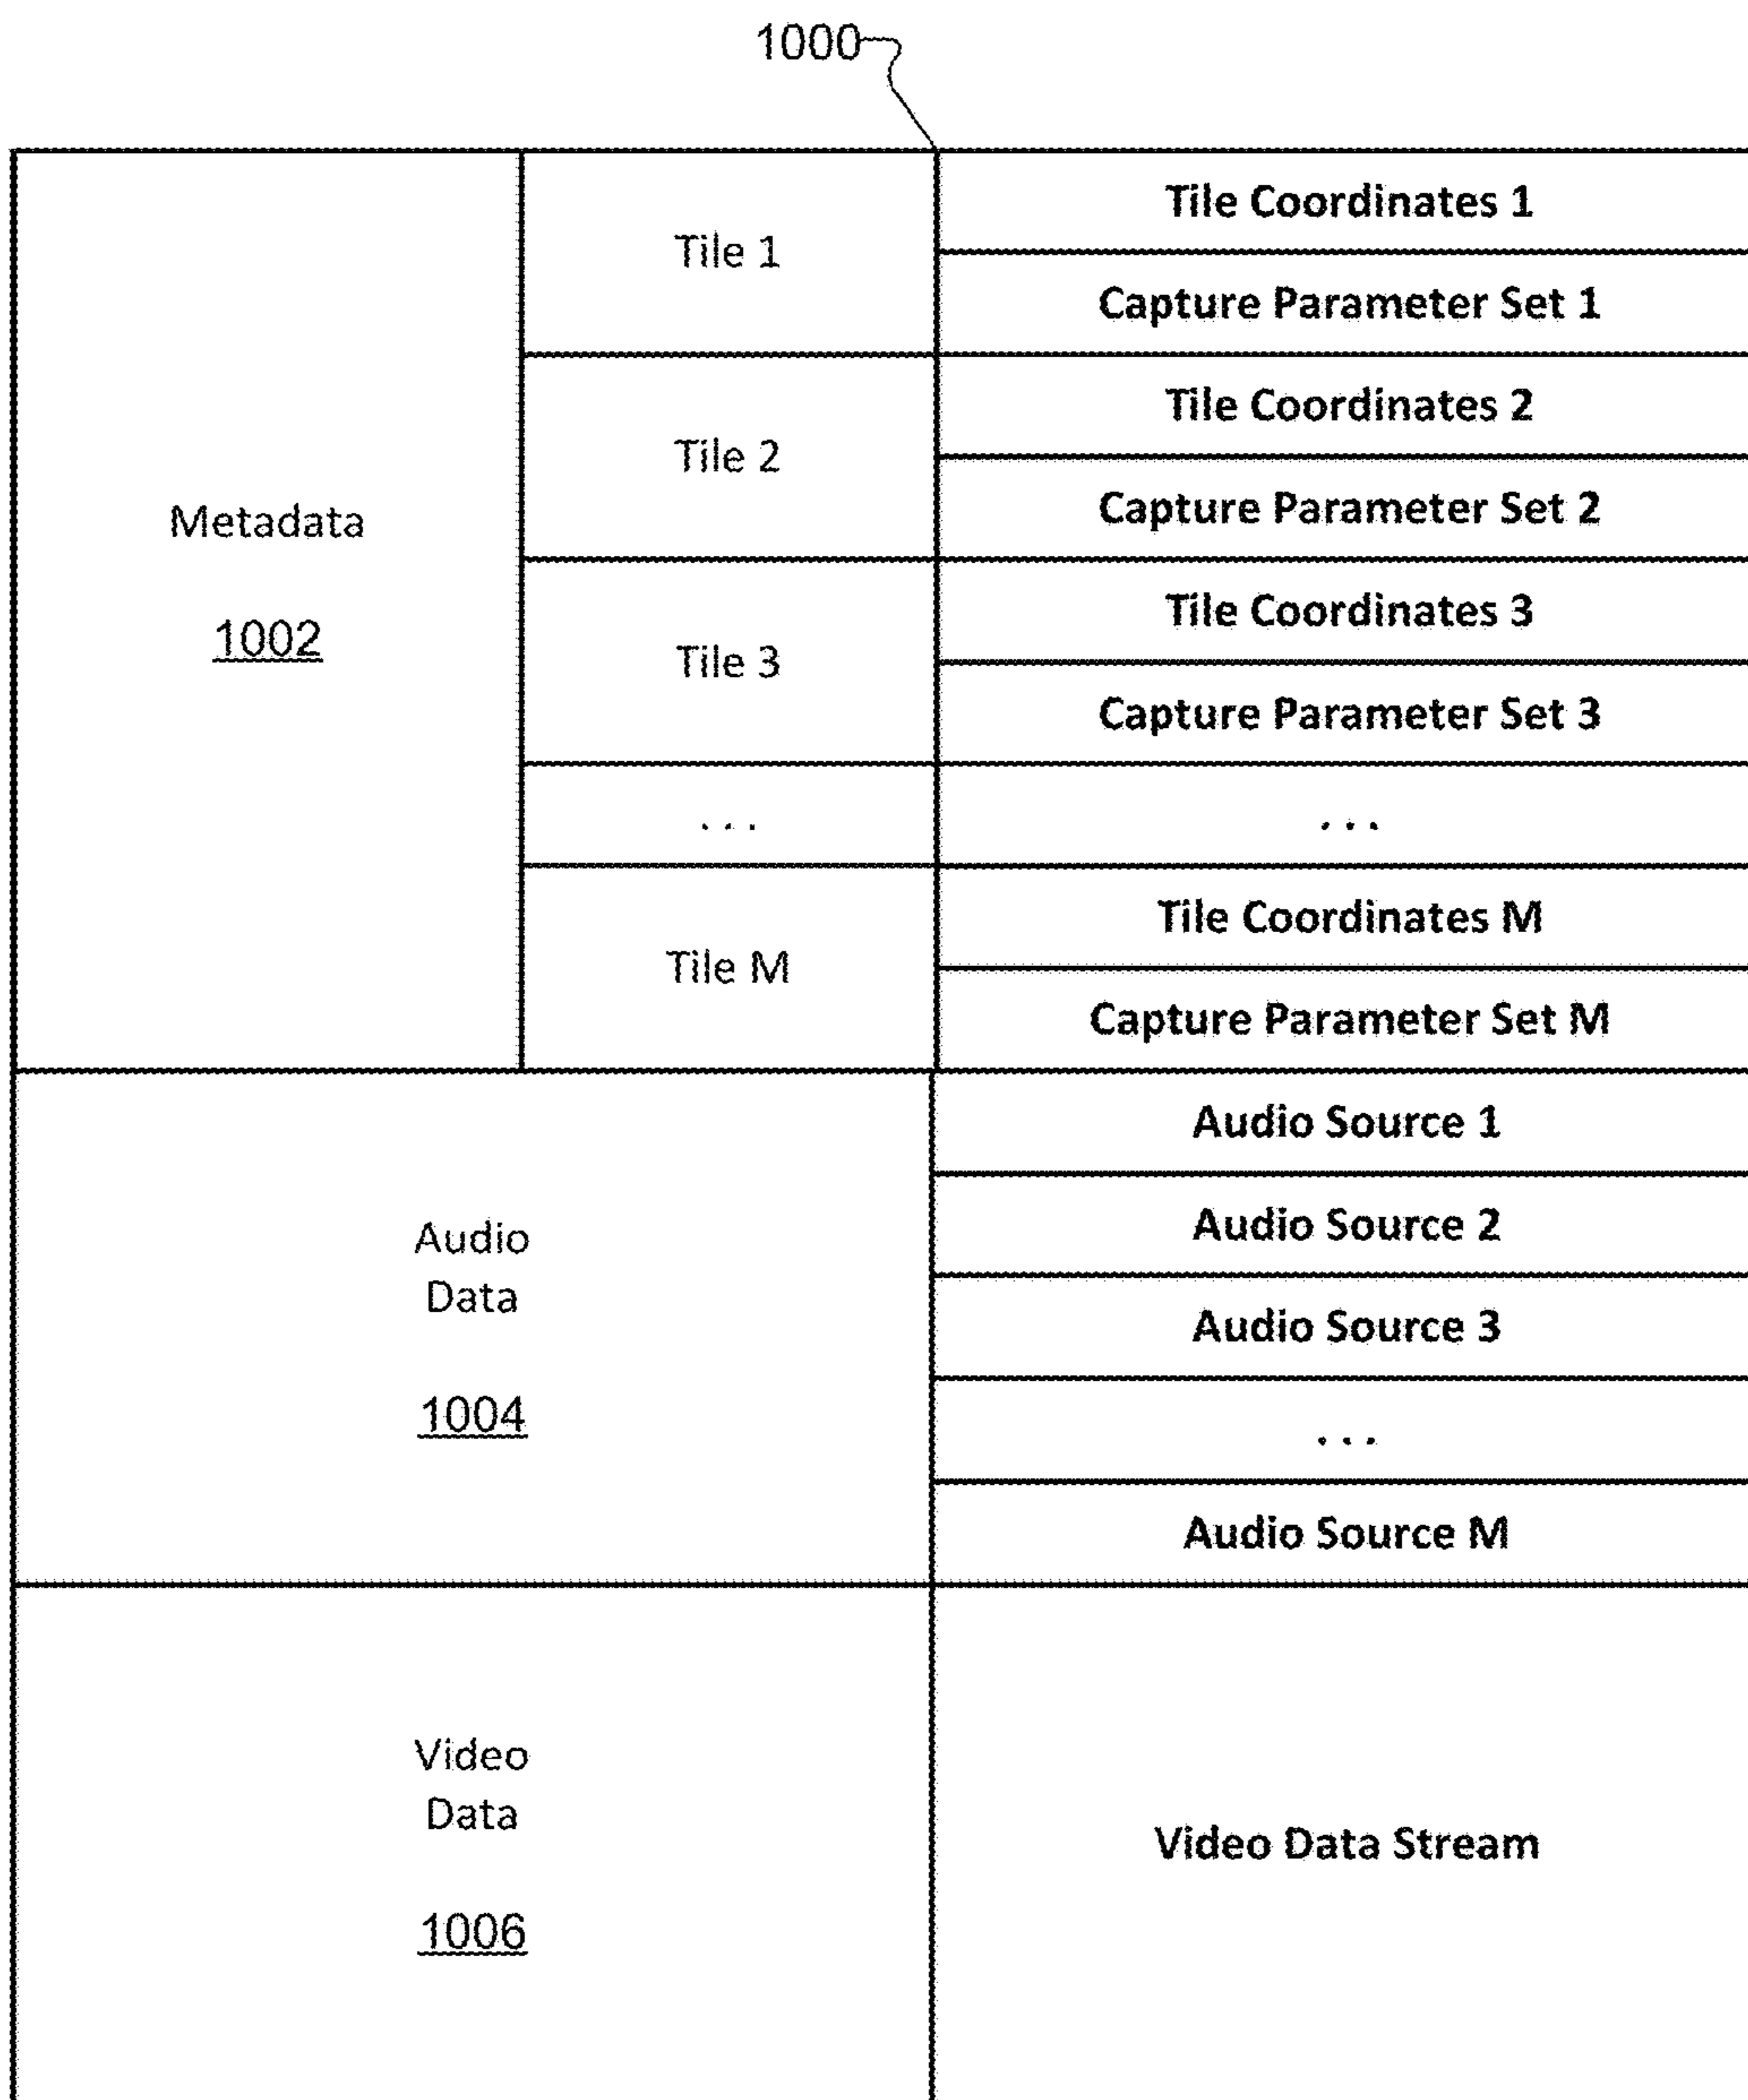 1000
Tile 1
Tile Coordinates 1
Capture Parameter Set 1
Tile 2
Tile Coordinates 2
Capture Parameter Set 2
Metadata
1002
Tile 3
Tile Coordinates 3
Capture Parameter Set 3
...
...
Tile M
Tile Coordinates M
Capture Parameter Set M
Audio
Data
1004
Audio Source 1
Audio Source 2
Audio Source 3
...
Audio Source M
Video
Data
1006
Video Data Stream